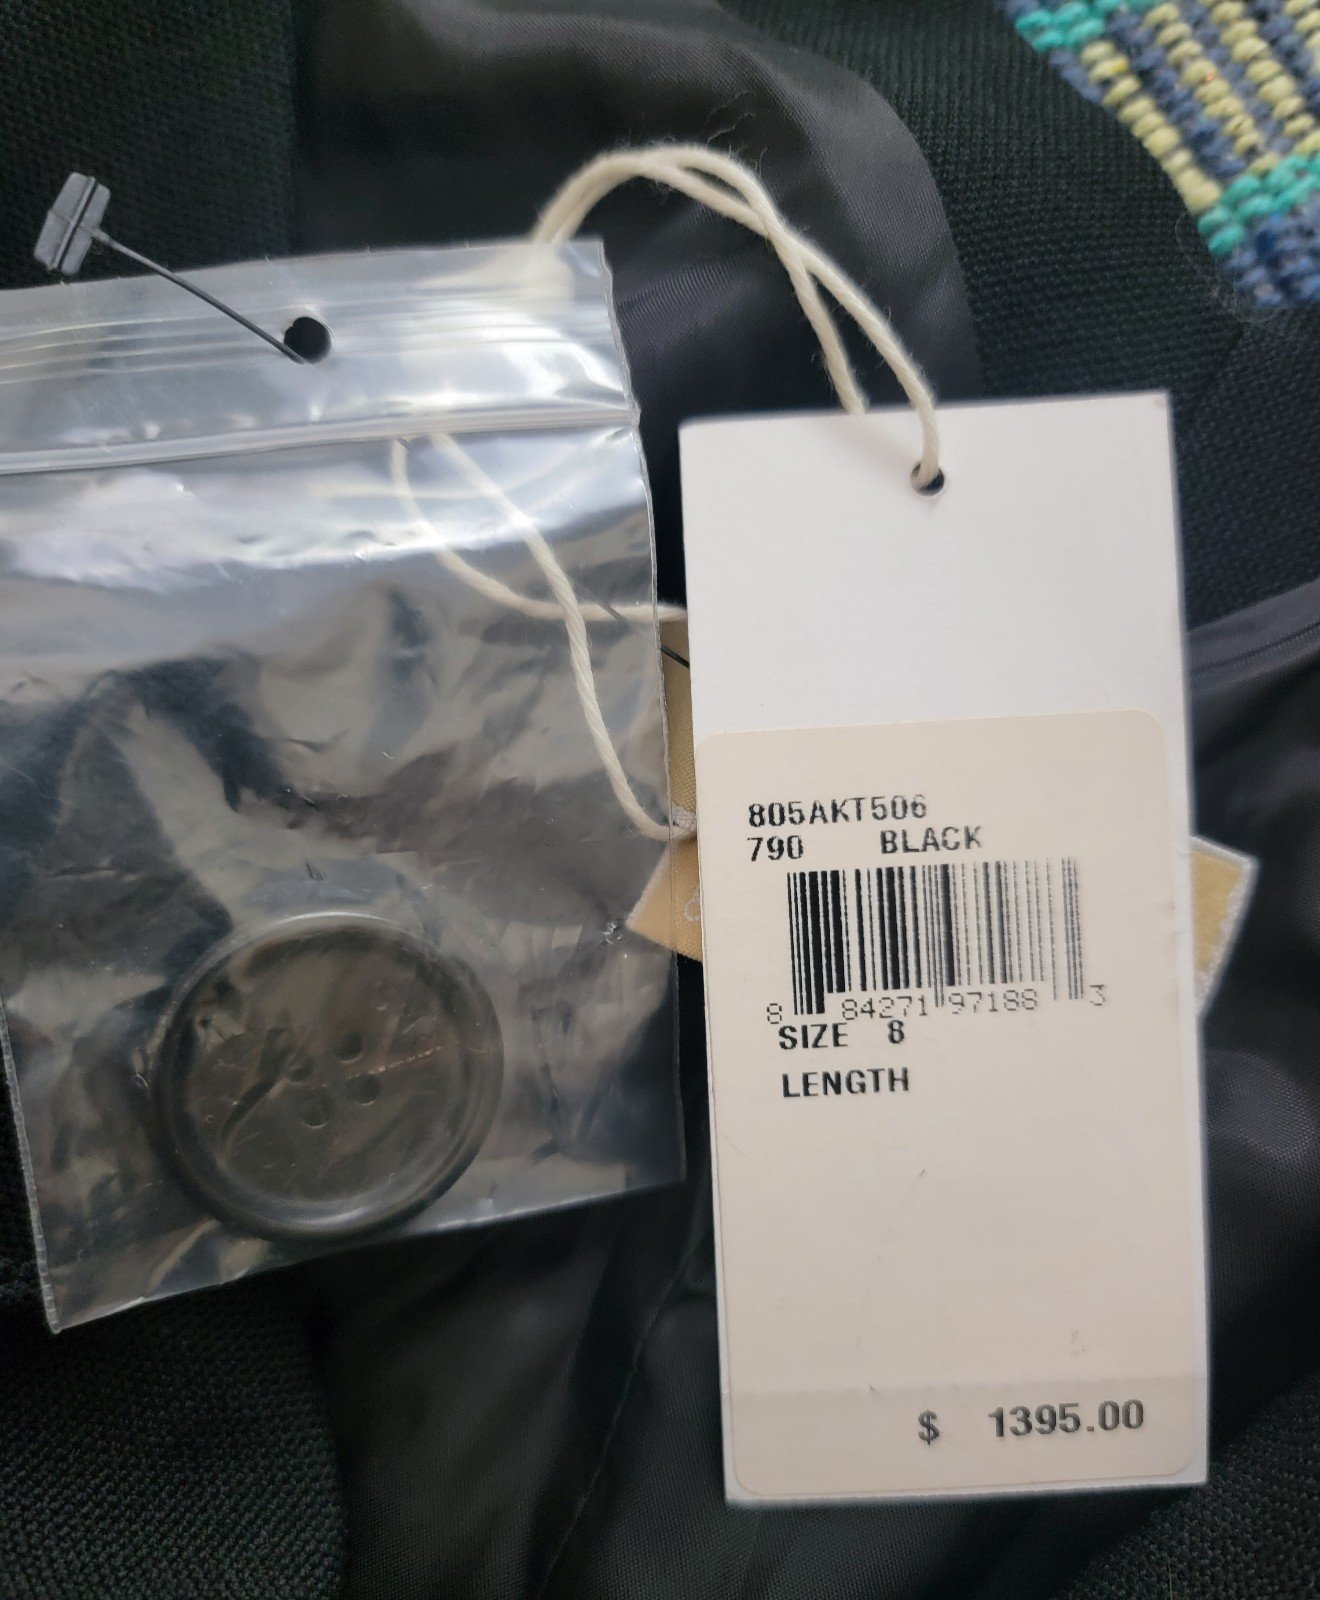 805AKT506
790 BLACK
8 84271 97188 3
SIZE 8
LENGTH
$ 1395.00